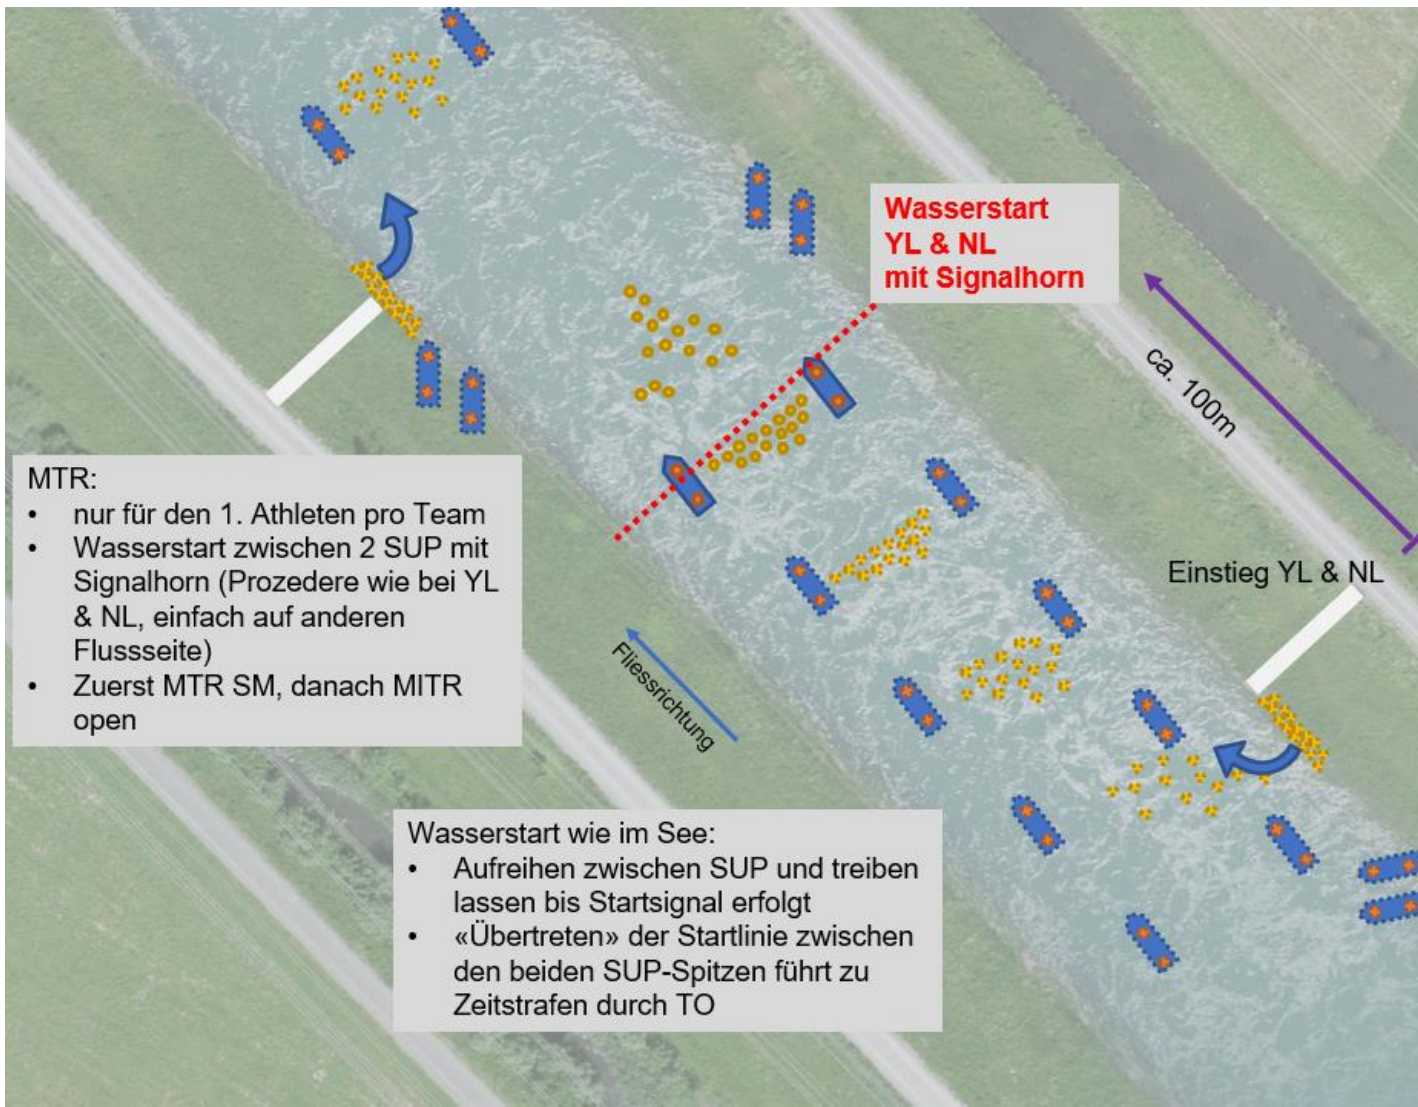 Wasserstart
YL & NL
mit Signalhorn
ca. 100m
MTR:
• nur für den 1. Athleten pro Team
• Wasserstart zwischen 2 SUP mit
Signalhorn (Prozedere wie bei YL
& NL, einfach auf anderen
Flussseite)
• Zuerst MTR SM, danach MITR
open
Einstieg YL & NL
Fliessrichtung
Wasserstart wie im See:
• Aufreihen zwischen SUP und treiben
lassen bis Startsignal erfolgt
• «Übertreten» der Startlinie zwischen
den beiden SUP-Spitzen führt zu
Zeitstrafen durch TO